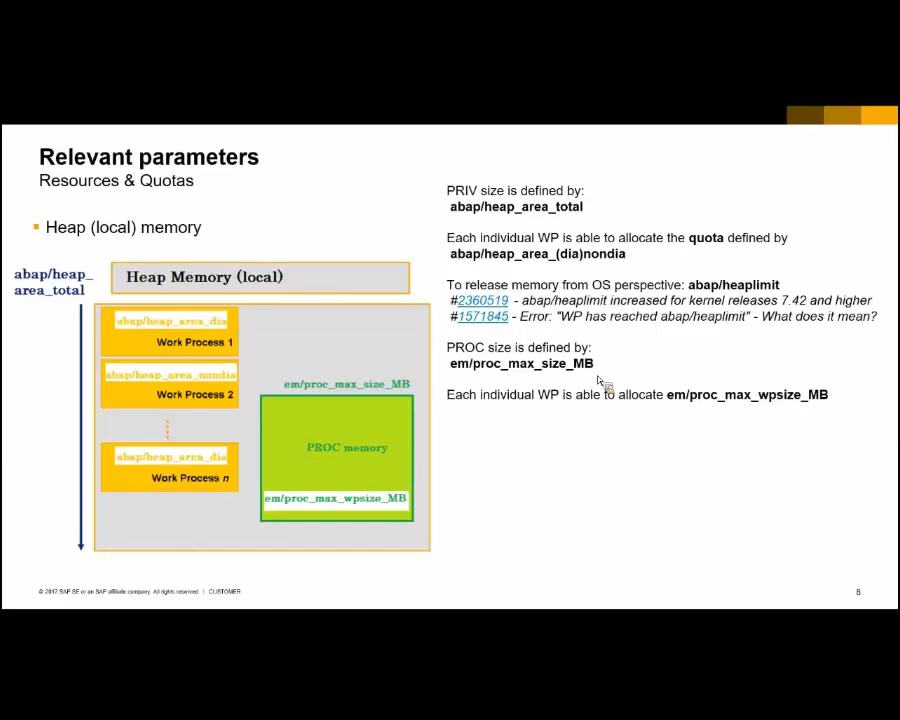 Relevant parameters
Resources & Quotas
Heap (local) memory
abap/heap_
area_total
Heap Memory (local)
abap/heap_area_dia
Work Process 1
abap/heap_area_nondia
Work Process 2
abap/heap_area_dia
Work Process n
em/proc_max_size_MB
PROC memory
em/proc_max_wpsize_MB
PRIV size is defined by:
abap/heap_area_total
Each individual WP is able to allocate the quota defined by
abap/heap_area_(dia)nondia
To release memory from OS perspective: abap/heaplimit
#2360519 - abap/heaplimit increased for kernel releases 7.42 and higher
#1571845 - Error: "WP has reached abap/heaplimit" - What does it mean?
PROC size is defined by:
em/proc_max_size_MB
Each individual WP is able to allocate em/proc_max_wpsize_MB
© 2017 SAP SE or an SAP affiliate company. All rights reserved. I CUSTOMER
8